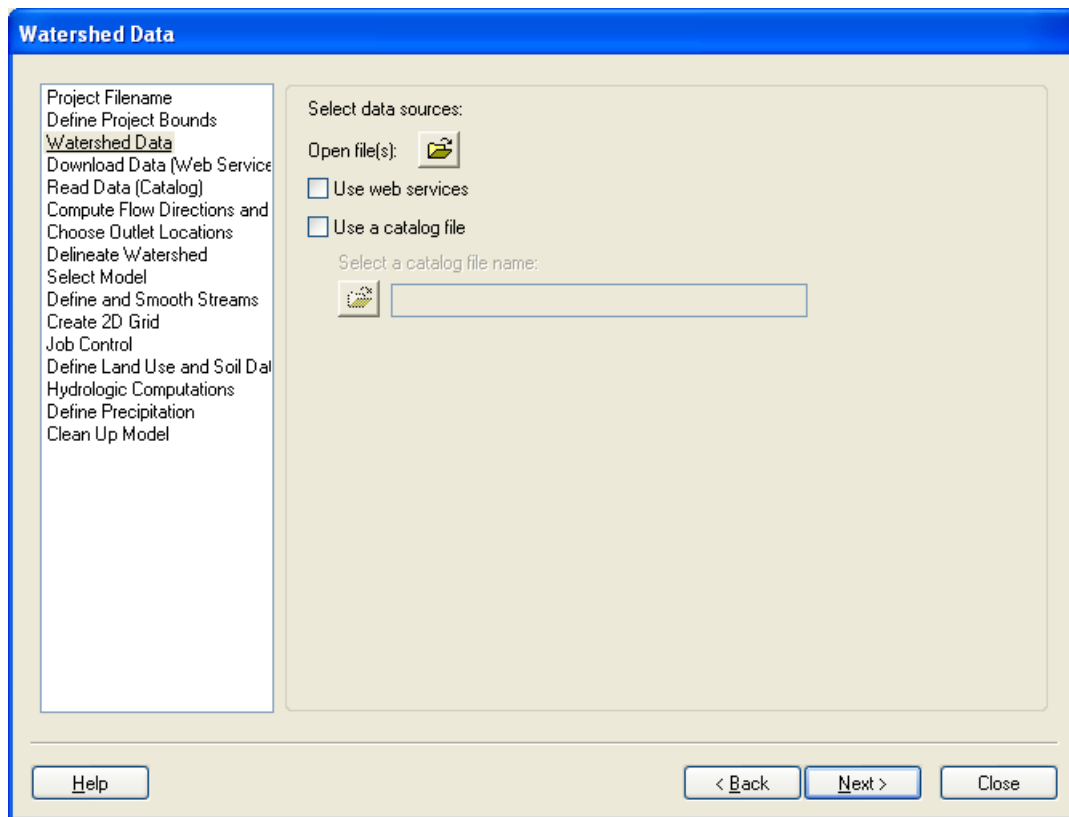 Watershed Data
Project Filename
Define Project Bounds
Watershed Data
Download Data (Web Service
Read Data (Catalog)
Compute Flow Directions and
Choose Outlet Locations
Delineate Watershed
Select Model
Define and Smooth Streams
Create 2D Grid
Job Control
Define Land Use and Soil Dat
Hydrologic Computations
Define Precipitation
Clean Up Model
Select data sources:
Open file(s):
Use web services
Use a catalog file
Select a catalog file name:
Help
< Back
Next >
Close